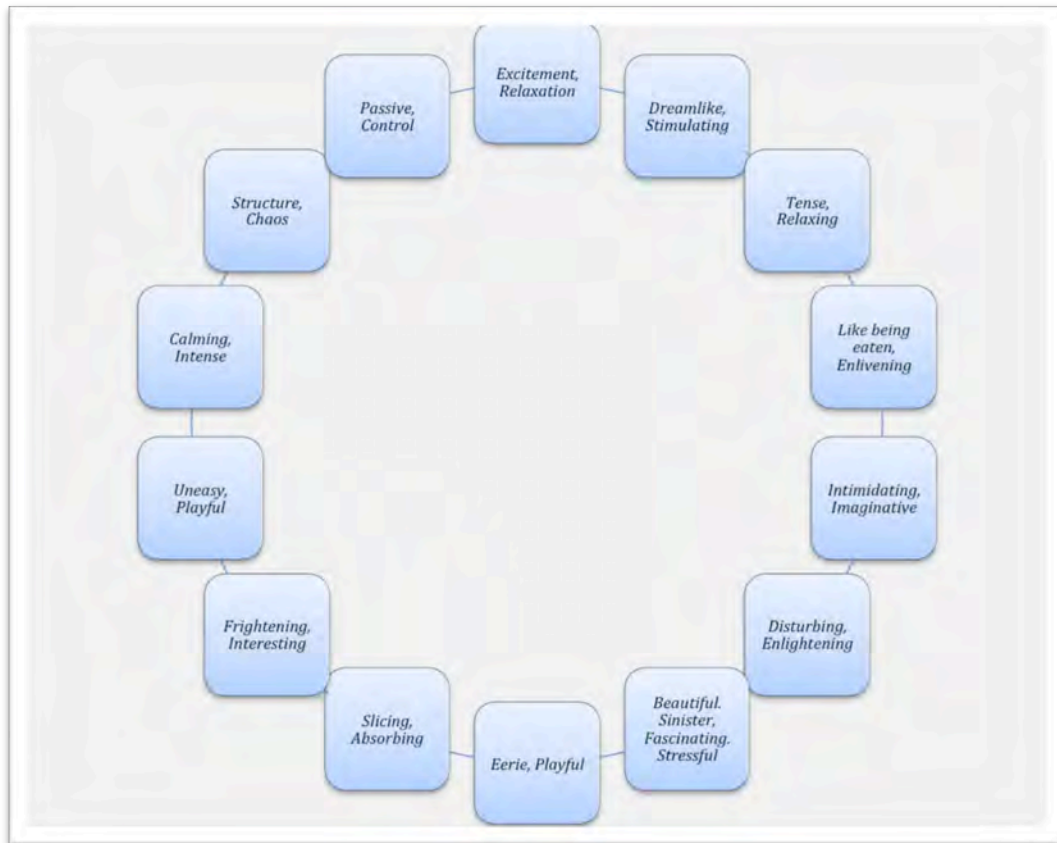 Excitement,
Relaxation
Dreamlike,
Stimulating
Tense,
Relaxing
Like being
eaten,
Enlivening
Intimidating,
Imaginative
Disturbing,
Enlightening
Beautiful.
Sinister,
Fascinating.
Stressful
Eerie, Playful
Slicing,
Absorbing
Frightening,
Interesting
Uneasy,
Playful
Calming,
Intense
Structure,
Chaos
Passive,
Control